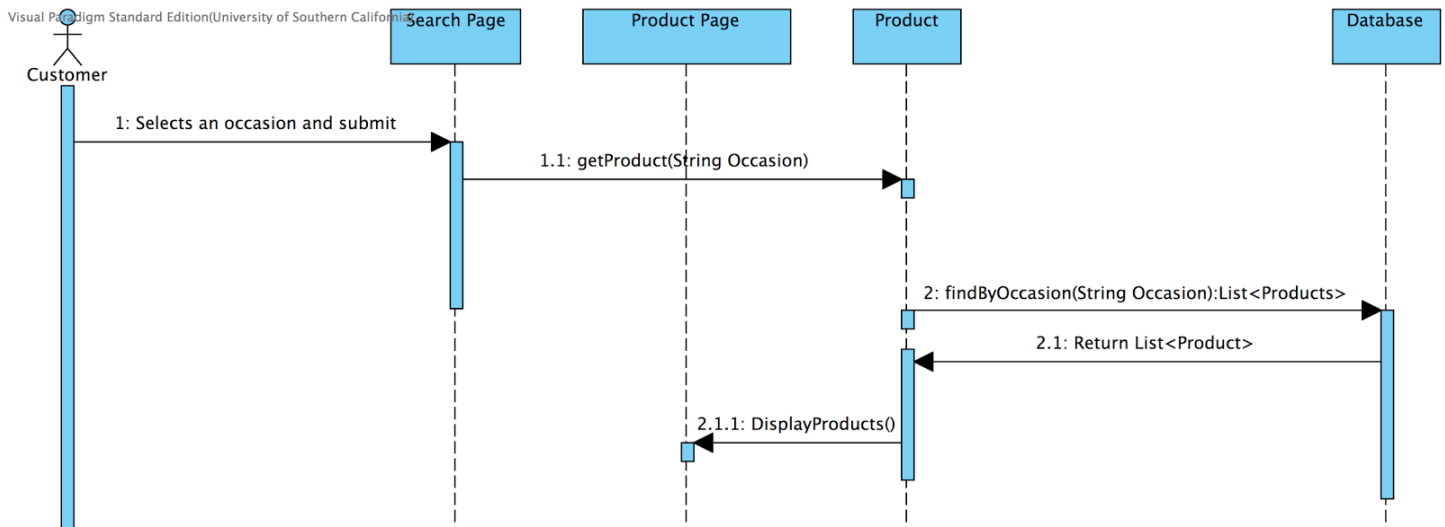 Visual Paradigm Standard Edition(University of Southern California)
Search Page
Product Page
Product
Database
Customer
1: Selects an occasion and submit
1.1: getProduct(String Occasion)
2: findByOccasion(String Occasion):List<Products>
2.1: Return List<Product>
2.1.1: DisplayProducts()